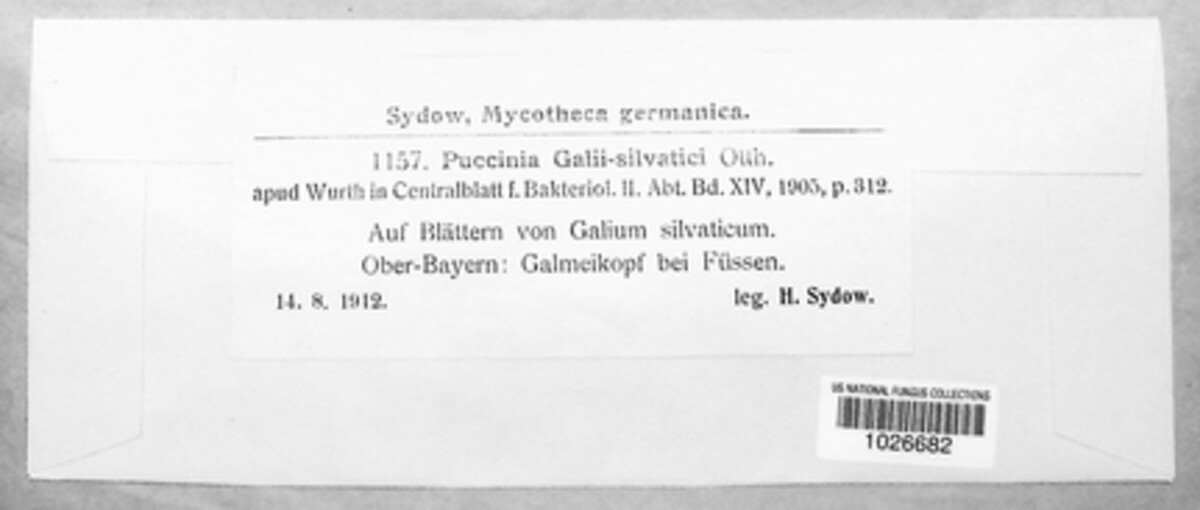 Sydow, Mycotheca germanica.
1157. Puccinia Galii-silvatici Otth.
apud Wurth in Centralblatt f. Bakteriol. II. Abt. Bd. XIV, 1905, p. 312.
Auf Blättern von Galium silvaticum.
Ober-Bayern: Galmeikopf bei Füssen.
14. 8. 1912. leg. H. Sydow.
US NATIONAL FUNGUS COLLECTIONS
1026682